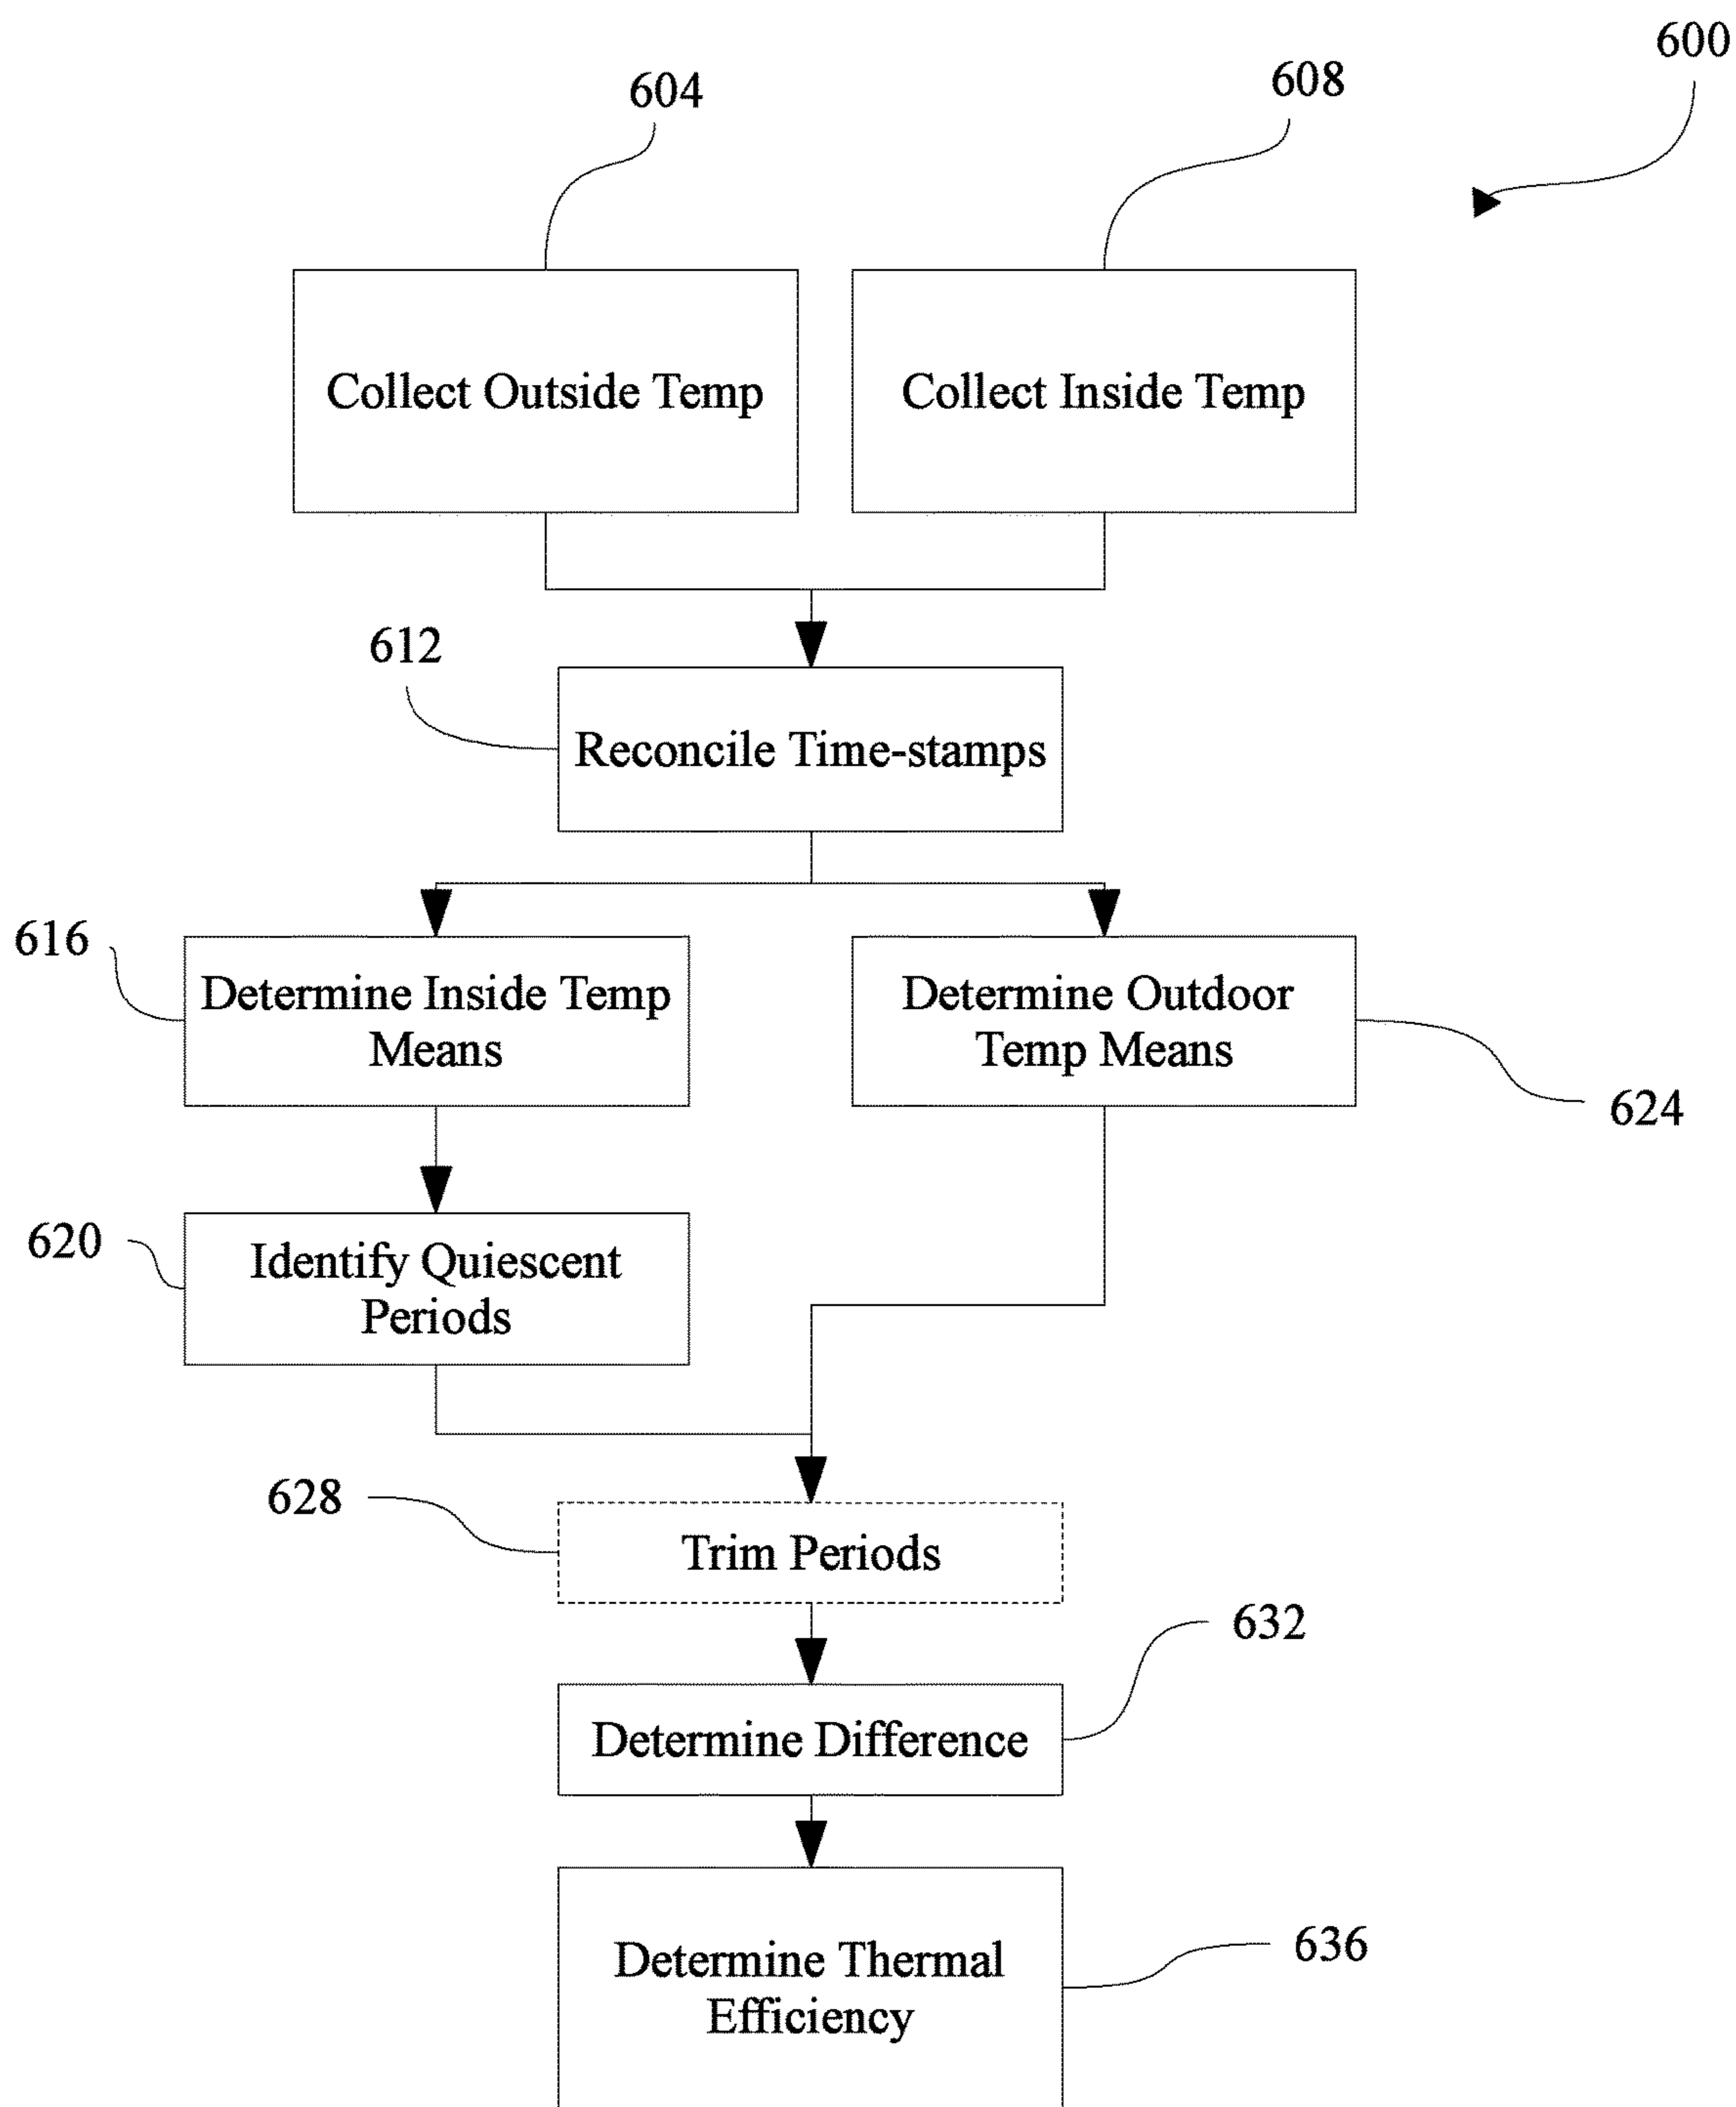 600
604
608
Collect Outside Temp
Collect Inside Temp
612
Reconcile Time-stamps
616
Determine Inside Temp
Means
Determine Outdoor
Temp Means
624
620
Identify Quiescent
Periods
628
Trim Periods
632
Determine Difference
636
Determine Thermal
Efficiency